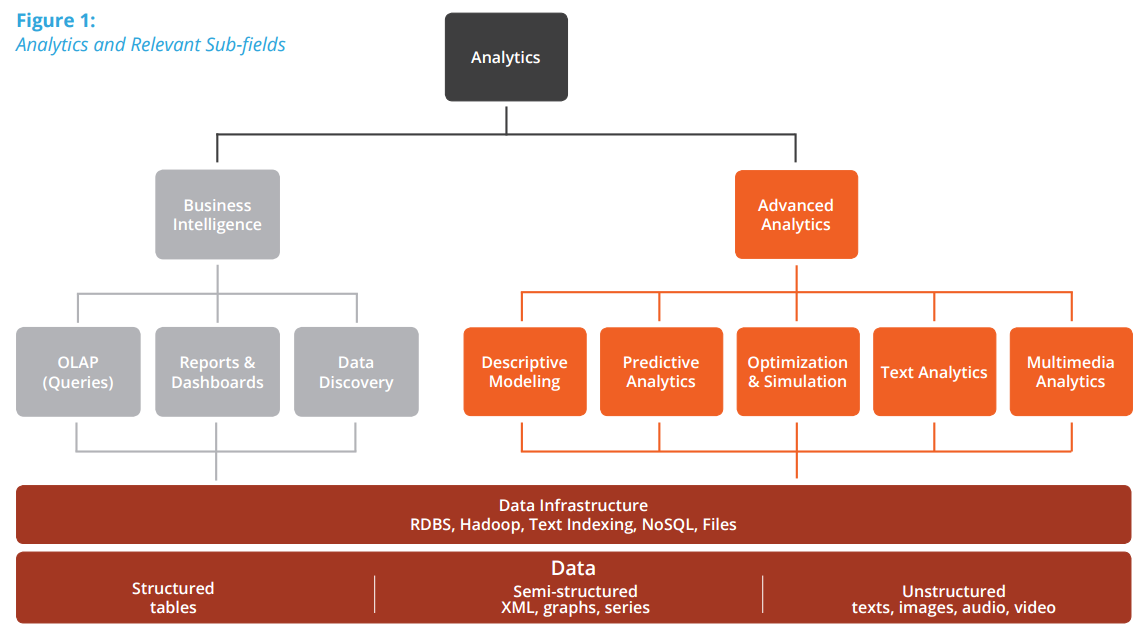 Figure 1:
Analytics and Relevant Sub-fields
Analytics
Business
Intelligence
Advanced
Analytics
OLAP
(Queries)
Reports &
Dashboards
Data
Discovery
Descriptive
Modeling
Predictive
Analytics
Optimization
& Simulation
Text Analytics
Multimedia
Analytics
Data Infrastructure
RDBS, Hadoop, Text Indexing, NoSQL, Files
Data
Structured
tables
Semi-structured
XML, graphs, series
Unstructured
texts, images, audio, video